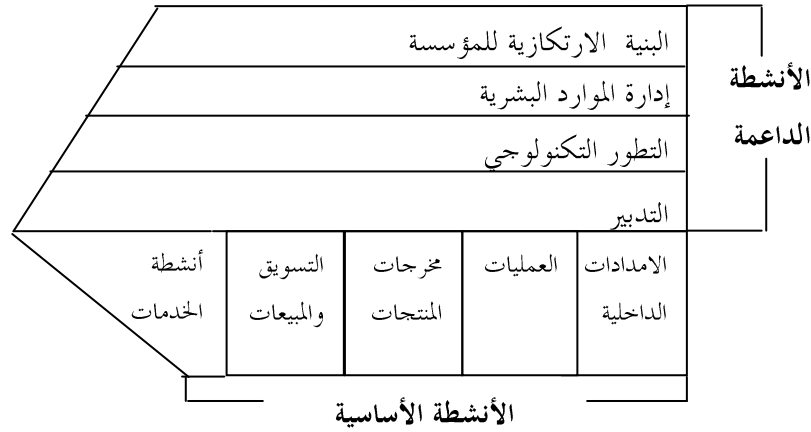 البنية الارتكازية للمؤسسة
إدارة الموارد البشرية
التطور التكنولوجي
التدبير
الأنشطة
الداعمة
الامدادات
الداخلية
العمليات
مخرجات
المنتجات
التسويق
والمبيعات
أنشطة
الخدمات
الأنشطة الأساسية